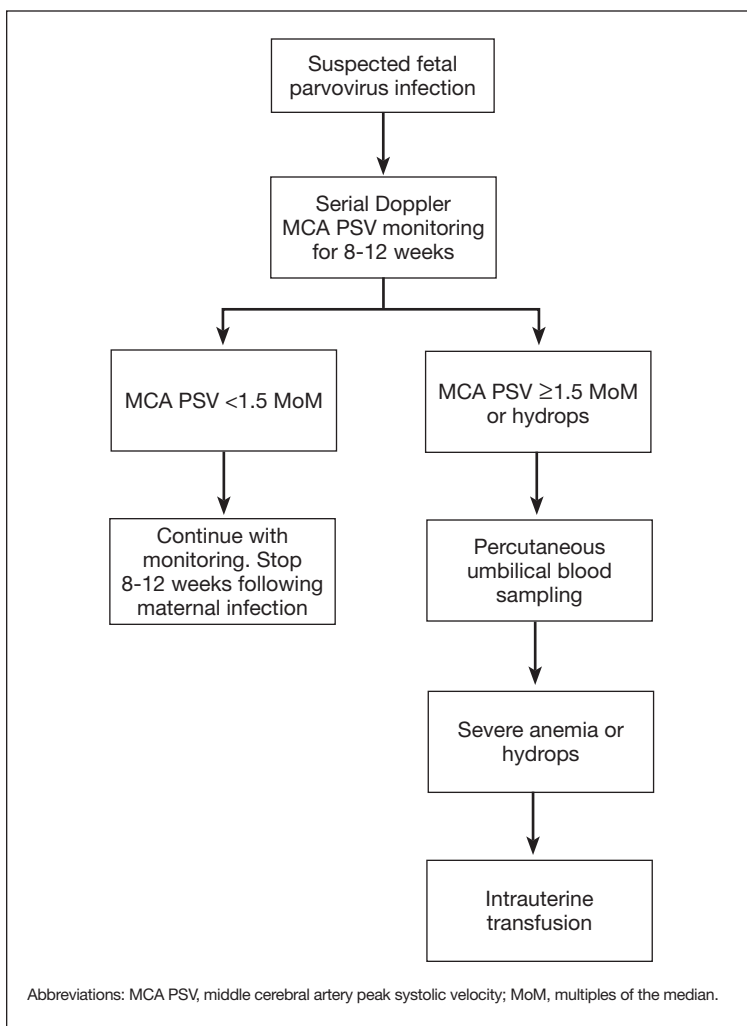 Suspected fetal
parvovirus infection
Serial Doppler
MCA PSV monitoring
for 8-12 weeks
MCA PSV <1.5 MoM
MCA PSV ≥1.5 MoM
or hydrops
Continue with
monitoring. Stop
8-12 weeks following
maternal infection
Percutaneous
umbilical blood
sampling
Severe anemia or
hydrops
Intrauterine
transfusion
Abbreviations: MCA PSV, middle cerebral artery peak systolic velocity; MoM, multiples of the median.